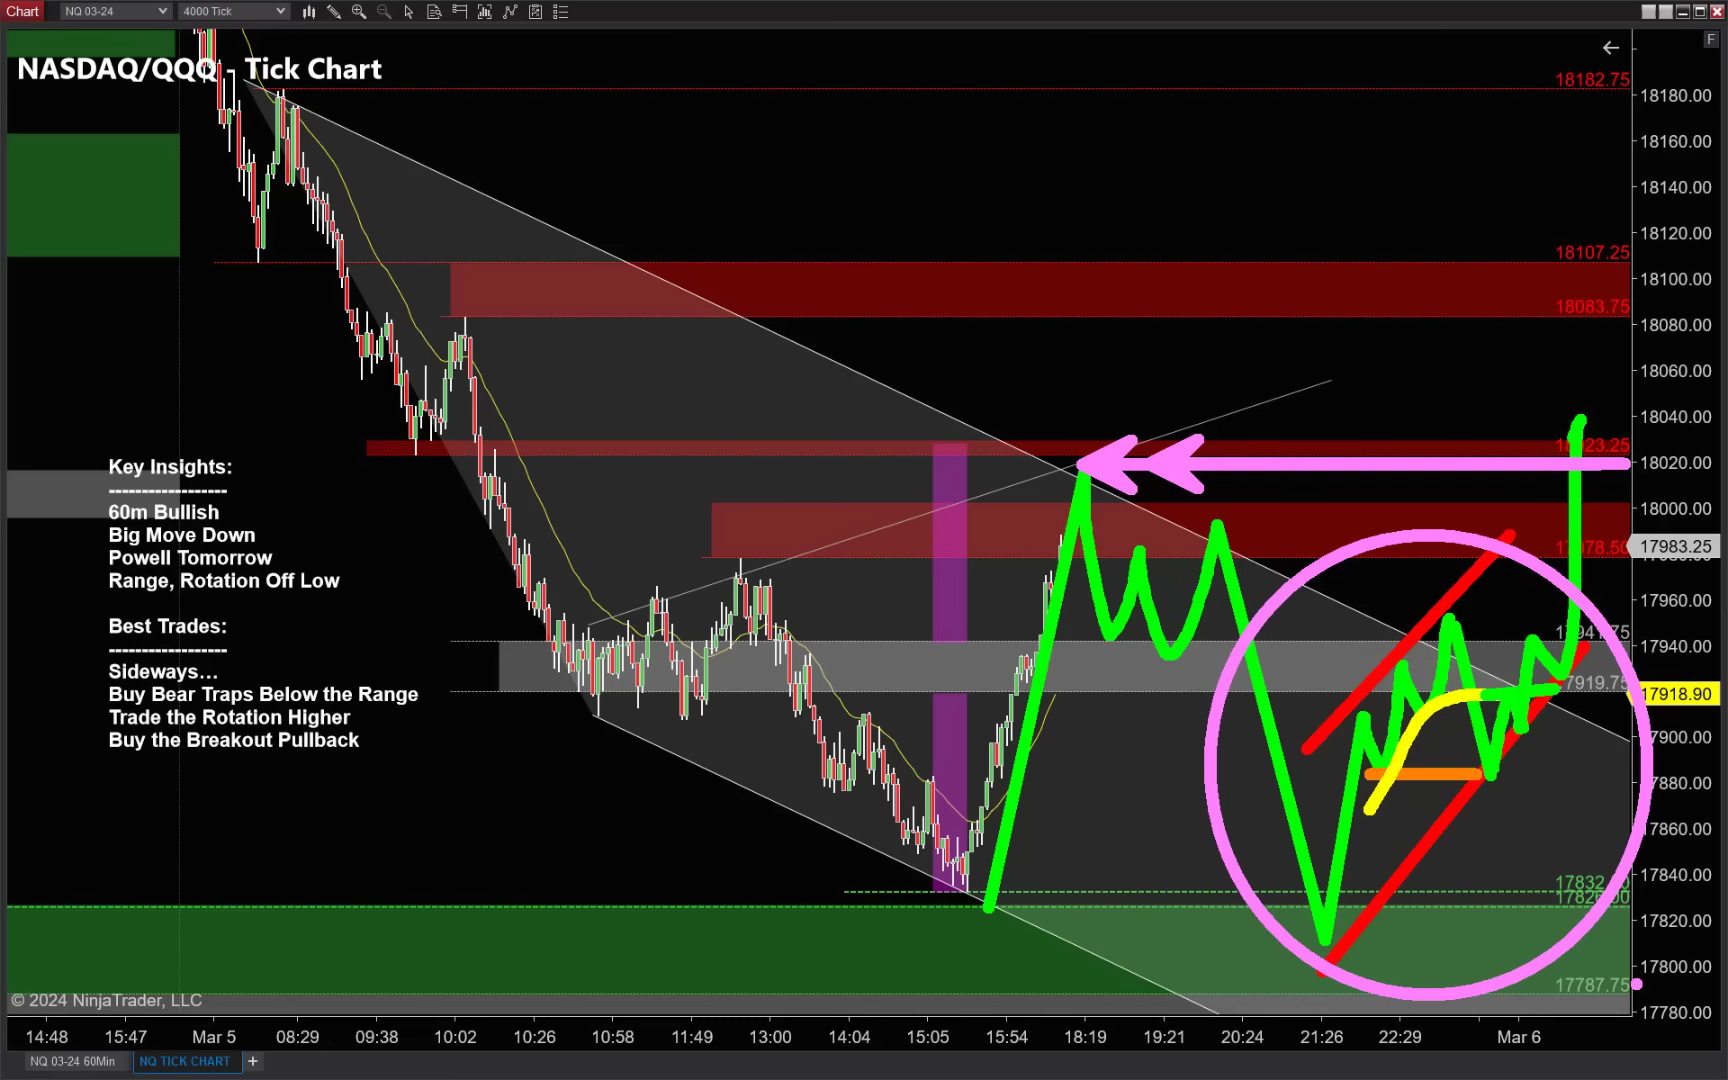 Chart
NQ 03-24
4000 Tick
F
NASDAQ/QQQ - Tick Chart
18182.75
18180.00
18160.00
18140.00
18120.00
18107.25
18100.00
18083.75
18080.00
18060.00
18040.00
18020.00
18000.00
17983.25
17960.00
17941.75
17940.00
17919.75
17918.90
17900.00
17880.00
17860.00
17840.00
17826.00
17820.00
17800.00
17787.75
17780.00
Key Insights:
------------------
60m Bullish
Big Move Down
Powell Tomorrow
Range, Rotation Off Low
Best Trades:
------------------
Sideways...
Buy Bear Traps Below the Range
Trade the Rotation Higher
Buy the Breakout Pullback
© 2024 NinjaTrader, LLC
14:48 15:47 Mar 5 08:29 09:38 10:02 10:26 10:58 11:49 13:00 14:04 15:05 15:54 18:19 19:21 20:24 21:26 22:29 Mar 6
NQ 03-24 60Min NQ TICK CHART +